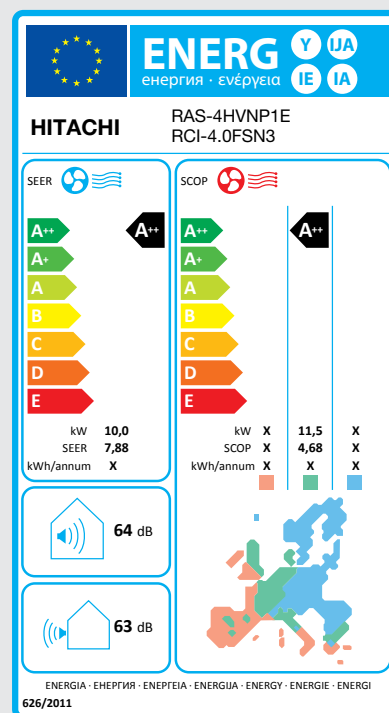 ENERG Y IJA
енергия · ενέργεια IE IA
HITACHI
RAS-4HVNP1E
RCI-4.0FSN3
SEER
A++
A++
A+
A
B
C
D
E
kW 10,0
SEER 7,88
kWh/annum X
SCOP
A++
A++
A+
A
B
C
D
E
kW X 11,5 X
SCOP X 4,68 X
kWh/annum X X X
64 dB
63 dB
ENERGIA · ЕНЕРГИЯ · ΕΝΕΡΓΕΙΑ · ENERGIJA · ENERGY · ENERGIE · ENERGI
626/2011